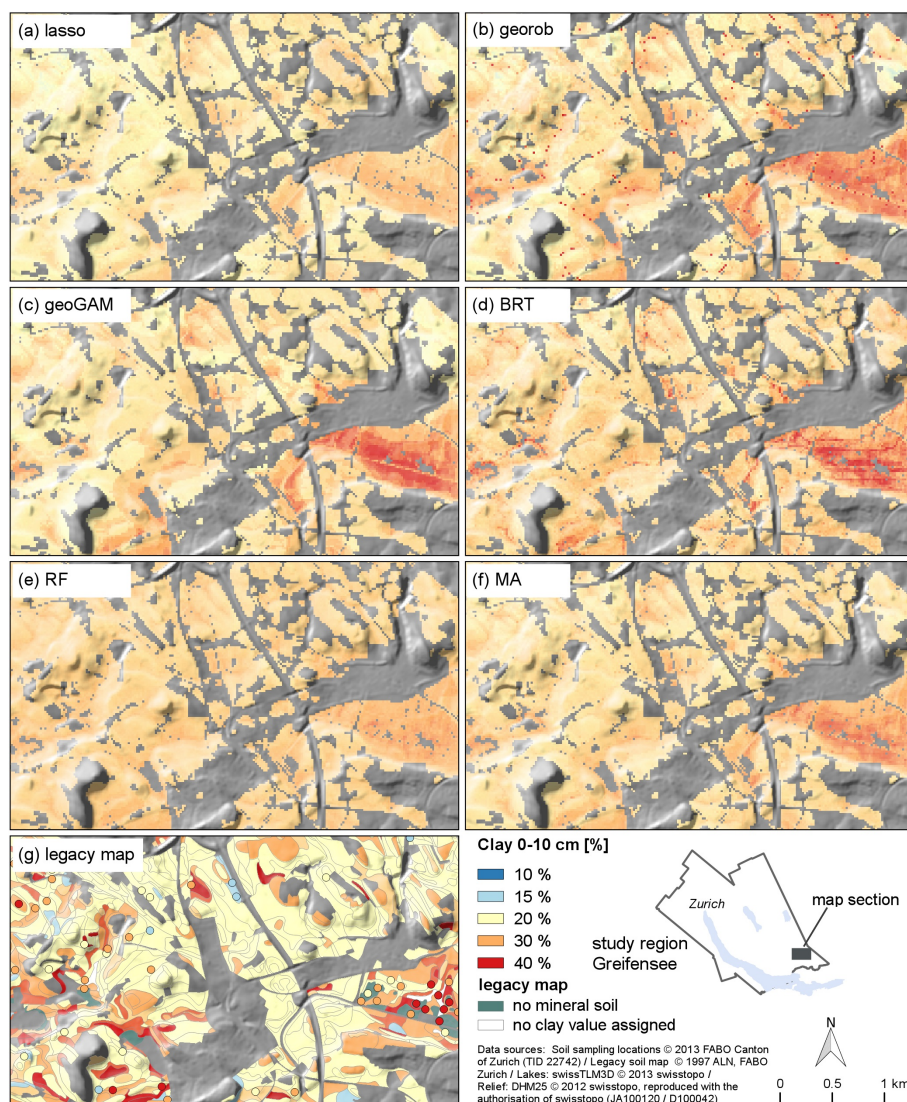 (a) lasso
(b) georob
(c) geoGAM
(d) BRT
(e) RF
(f) MA
(g) legacy map
Clay 0-10 cm [%]
10 %
15 %
20 %
30 %
40 %
legacy map
no mineral soil
no clay value assigned
Zurich
map section
study region
Greifensee
Data sources: Soil sampling locations © 2013 FABO Canton
of Zurich (TID 22742) / Legacy soil map © 1997 ALN, FABO
Zurich / Lakes: swissTLM3D © 2013 swisstopo /
Relief: DHM25 © 2012 swisstopo, reproduced with the
authorisation of swisstopo (JA100120 / D100042)
N
0 0.5 1 km